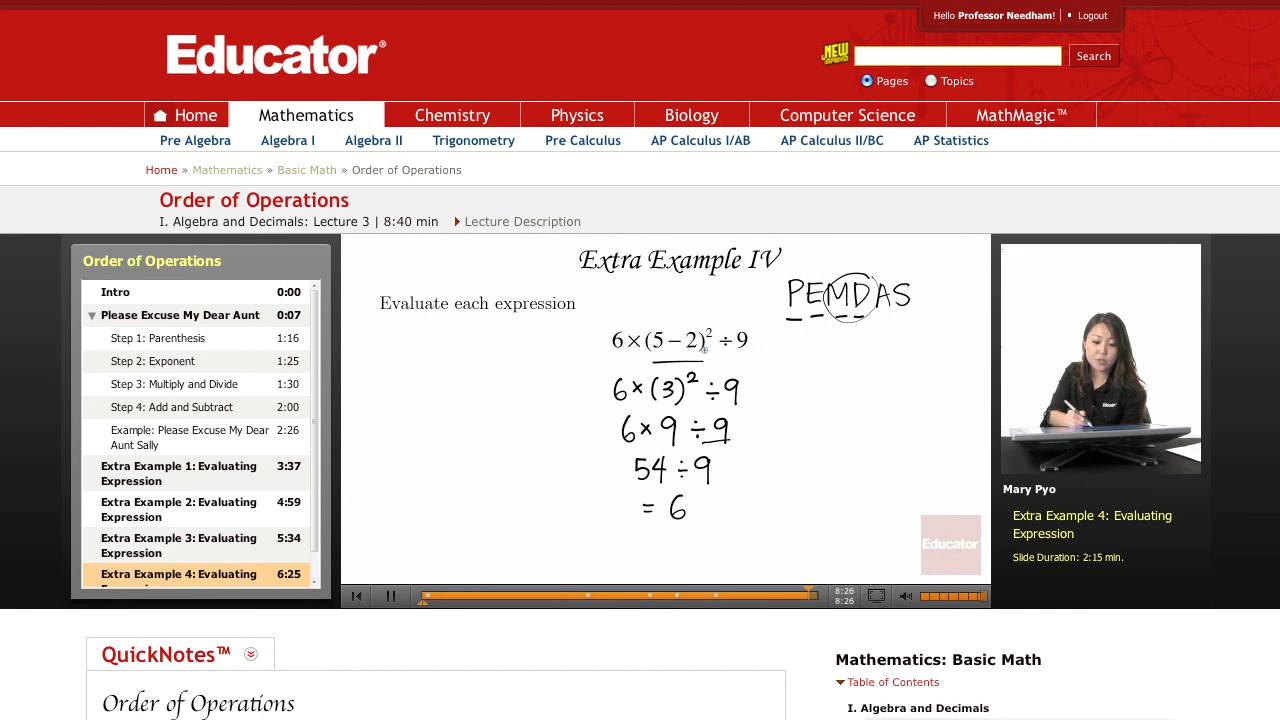 Hello Professor Needham! | ▪ Logout
Educator®
NEW
Search
Pages Topics
Home Mathematics Chemistry Physics Biology Computer Science MathMagic™
Pre Algebra Algebra I Algebra II Trigonometry Pre Calculus AP Calculus I/AB AP Calculus II/BC AP Statistics
Home » Mathematics » Basic Math » Order of Operations
Order of Operations
I. Algebra and Decimals: Lecture 3 | 8:40 min Lecture Description
Order of Operations
Intro 0:00
Please Excuse My Dear Aunt 0:07
Step 1: Parenthesis 1:16
Step 2: Exponent 1:25
Step 3: Multiply and Divide 1:30
Step 4: Add and Subtract 2:00
Example: Please Excuse My Dear 2:26
Aunt Sally
Extra Example 1: Evaluating 3:37
Expression
Extra Example 2: Evaluating 4:59
Expression
Extra Example 3: Evaluating 5:34
Expression
Extra Example 4: Evaluating 6:25
Extra Example IV
PEMDAS
Evaluate each expression
6 × (5 − 2)² ÷ 9
6 × (3)² ÷ 9
6 × 9 ÷ 9
54 ÷ 9
= 6
Educator
8:26
8:26
Educator
Mary Pyo
Extra Example 4: Evaluating
Expression
Slide Duration: 2:15 min.
QuickNotes™
Order of Operations
Mathematics: Basic Math
Table of Contents
I. Algebra and Decimals